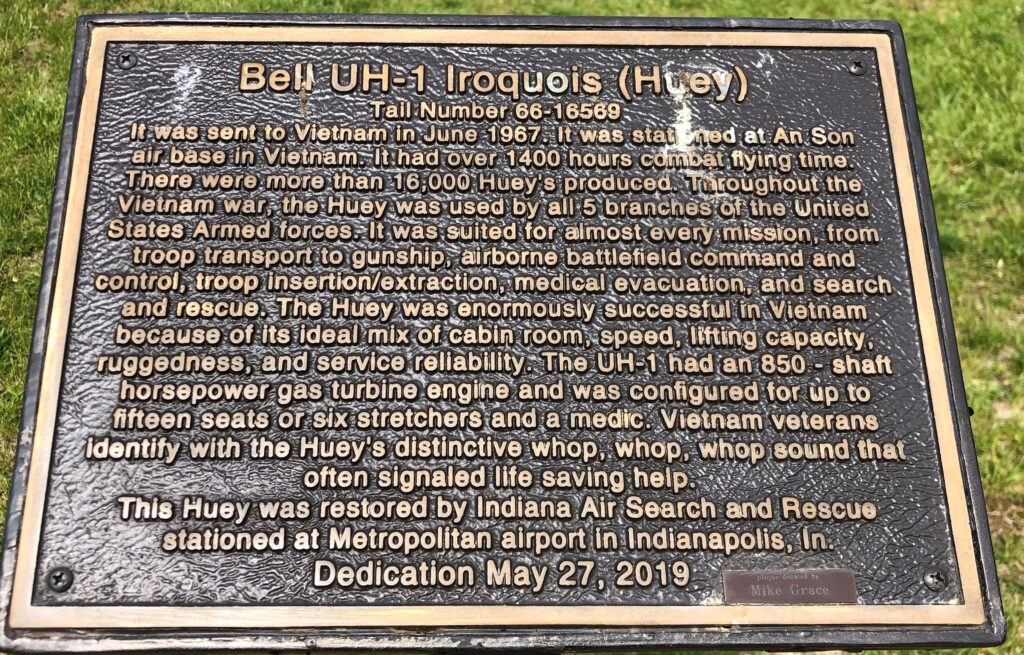 Bell UH-1 Iroquois (Huey)
Tail Number 66-16569
It was sent to Vietnam in June 1967. It was stationed at An Son
air base in Vietnam. It had over 1400 hours combat flying time.
There were more than 16,000 Huey's produced. Throughout the
Vietnam war, the Huey was used by all 5 branches of the United
States Armed forces. It was suited for almost every mission, from
troop transport to gunship, airborne battlefield command and
control, troop insertion/extraction, medical evacuation, and search
and rescue. The Huey was enormously successful in Vietnam
because of its ideal mix of cabin room, speed, lifting capacity,
ruggedness, and service reliability. The UH-1 had an 850 - shaft
horsepower gas turbine engine and was configured for up to
fifteen seats or six stretchers and a medic. Vietnam veterans
identify with the Huey's distinctive whop, whop, whop sound that
often signaled life saving help.
This Huey was restored by Indiana Air Search and Rescue
stationed at Metropolitan airport in Indianapolis, In.
Dedication May 27, 2019
plaque donated by
Mike Grace